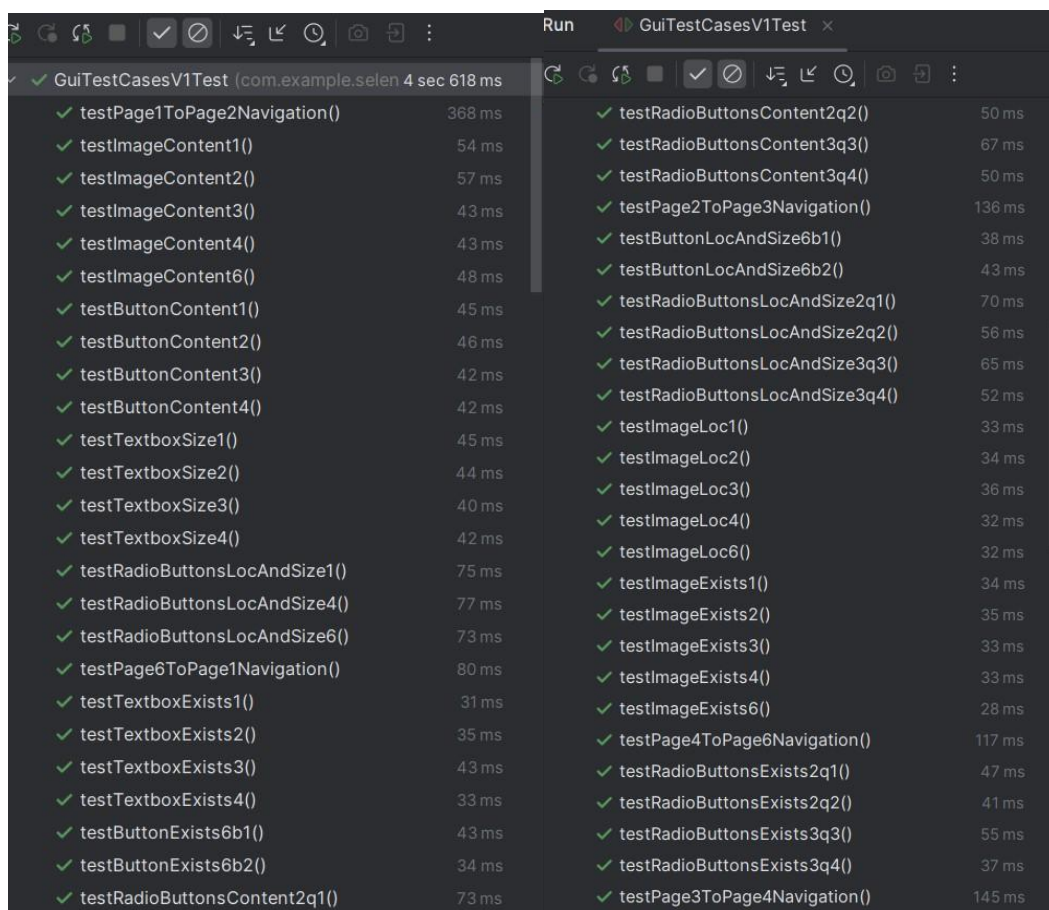 GuiTestCasesV1Test (com.example.selen 4 sec 618 ms
testPage1ToPage2Navigation() 368 ms
testImageContent1() 54 ms
testImageContent2() 57 ms
testImageContent3() 43 ms
testImageContent4() 43 ms
testImageContent6() 48 ms
testButtonContent1() 45 ms
testButtonContent2() 46 ms
testButtonContent3() 42 ms
testButtonContent4() 42 ms
testTextboxSize1() 45 ms
testTextboxSize2() 44 ms
testTextboxSize3() 40 ms
testTextboxSize4() 42 ms
testRadioButtonsLocAndSize1() 75 ms
testRadioButtonsLocAndSize4() 77 ms
testRadioButtonsLocAndSize6() 73 ms
testPage6ToPage1Navigation() 80 ms
testTextboxExists1() 31 ms
testTextboxExists2() 35 ms
testTextboxExists3() 43 ms
testTextboxExists4() 33 ms
testButtonExists6b1() 43 ms
testButtonExists6b2() 34 ms
testRadioButtonsContent2q1() 73 ms
Run GuiTestCasesV1Test
testRadioButtonsContent2q2() 50 ms
testRadioButtonsContent3q3() 67 ms
testRadioButtonsContent3q4() 50 ms
testPage2ToPage3Navigation() 136 ms
testButtonLocAndSize6b1() 38 ms
testButtonLocAndSize6b2() 43 ms
testRadioButtonsLocAndSize2q1() 70 ms
testRadioButtonsLocAndSize2q2() 56 ms
testRadioButtonsLocAndSize3q3() 65 ms
testRadioButtonsLocAndSize3q4() 52 ms
testImageLoc1() 33 ms
testImageLoc2() 34 ms
testImageLoc3() 36 ms
testImageLoc4() 32 ms
testImageLoc6() 32 ms
testImageExists1() 34 ms
testImageExists2() 35 ms
testImageExists3() 33 ms
testImageExists4() 33 ms
testImageExists6() 28 ms
testPage4ToPage6Navigation() 117 ms
testRadioButtonsExists2q1() 47 ms
testRadioButtonsExists2q2() 41 ms
testRadioButtonsExists3q3() 55 ms
testRadioButtonsExists3q4() 37 ms
testPage3ToPage4Navigation() 145 ms